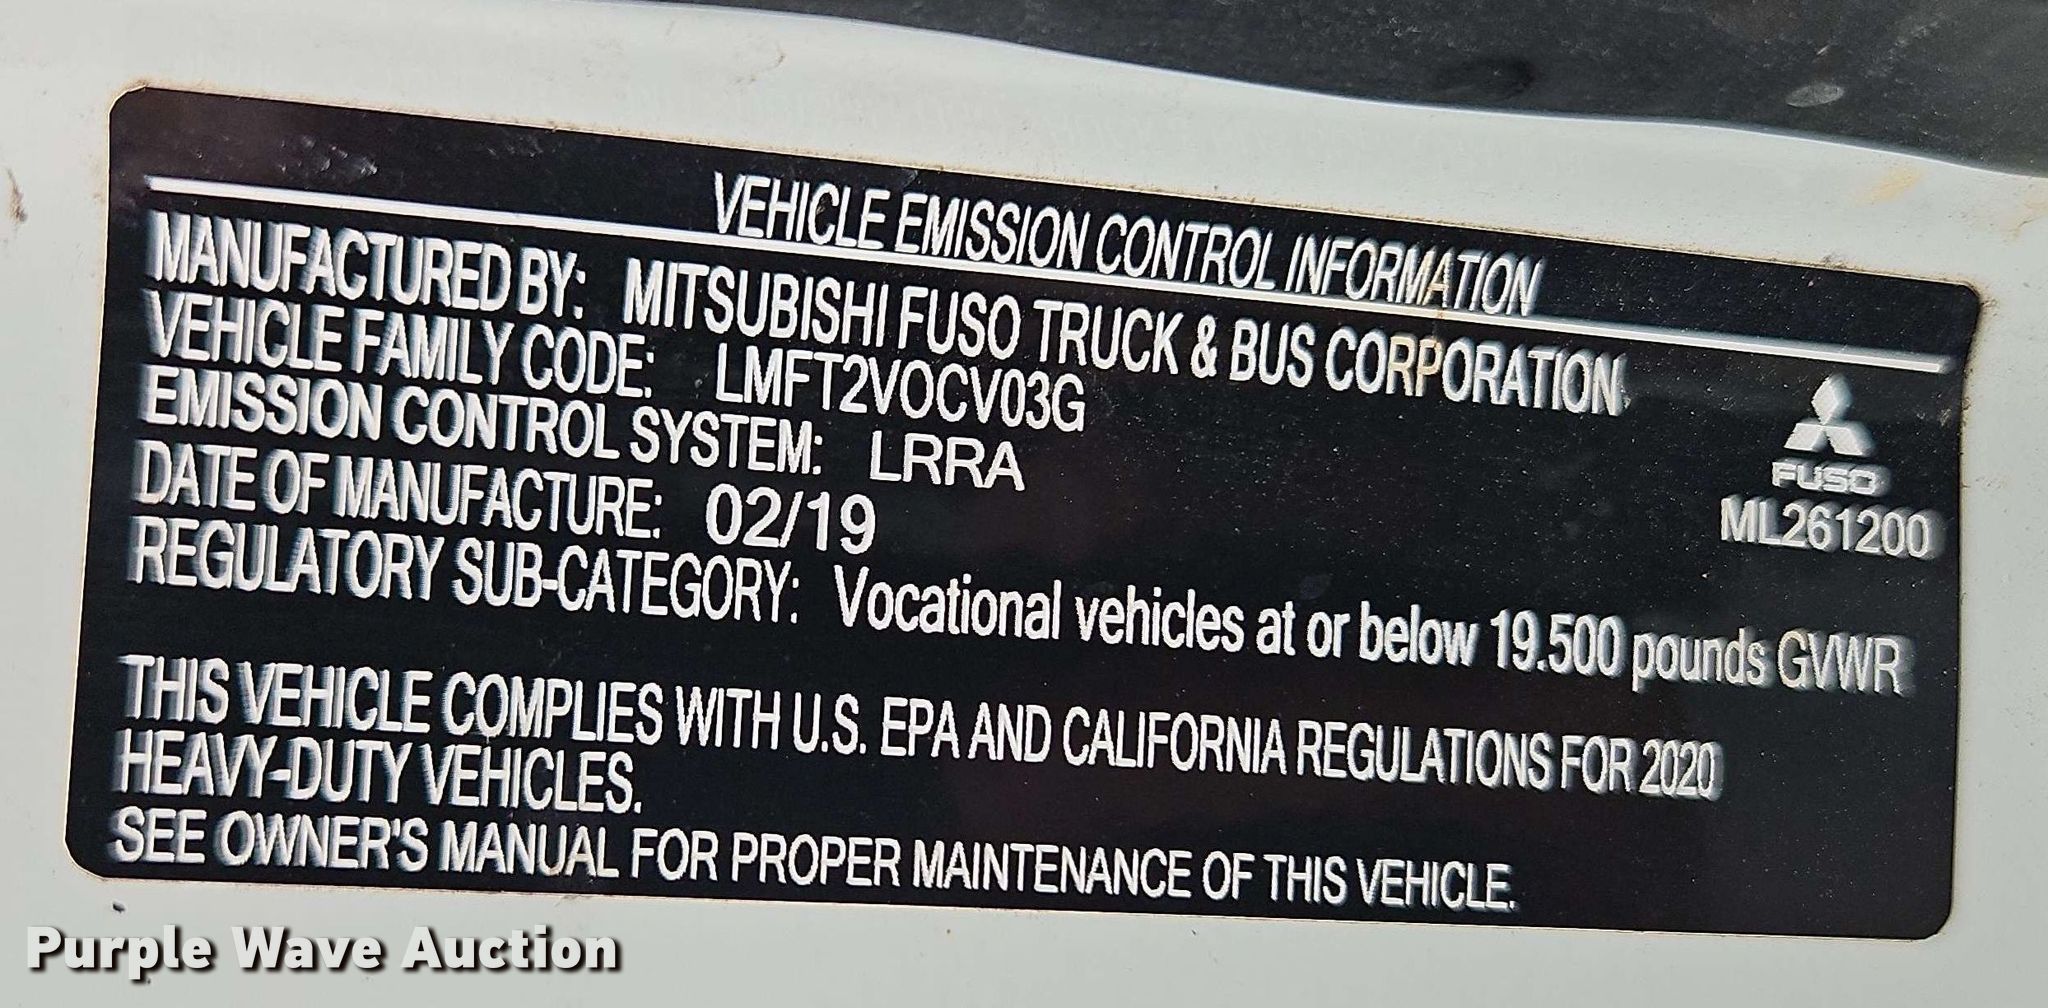 VEHICLE EMISSION CONTROL INFORMATION
MANUFACTURED BY: MITSUBISHI FUSO TRUCK & BUS CORPORATION
VEHICLE FAMILY CODE: LMFT2VOCV03G
EMISSION CONTROL SYSTEM: LRRA
DATE OF MANUFACTURE: 02/19
REGULATORY SUB-CATEGORY: Vocational vehicles at or below 19.500 pounds GVWR
FUSO
ML261200
THIS VEHICLE COMPLIES WITH U.S. EPA AND CALIFORNIA REGULATIONS FOR 2020
HEAVY-DUTY VEHICLES.
SEE OWNER'S MANUAL FOR PROPER MAINTENANCE OF THIS VEHICLE.
Purple Wave Auction